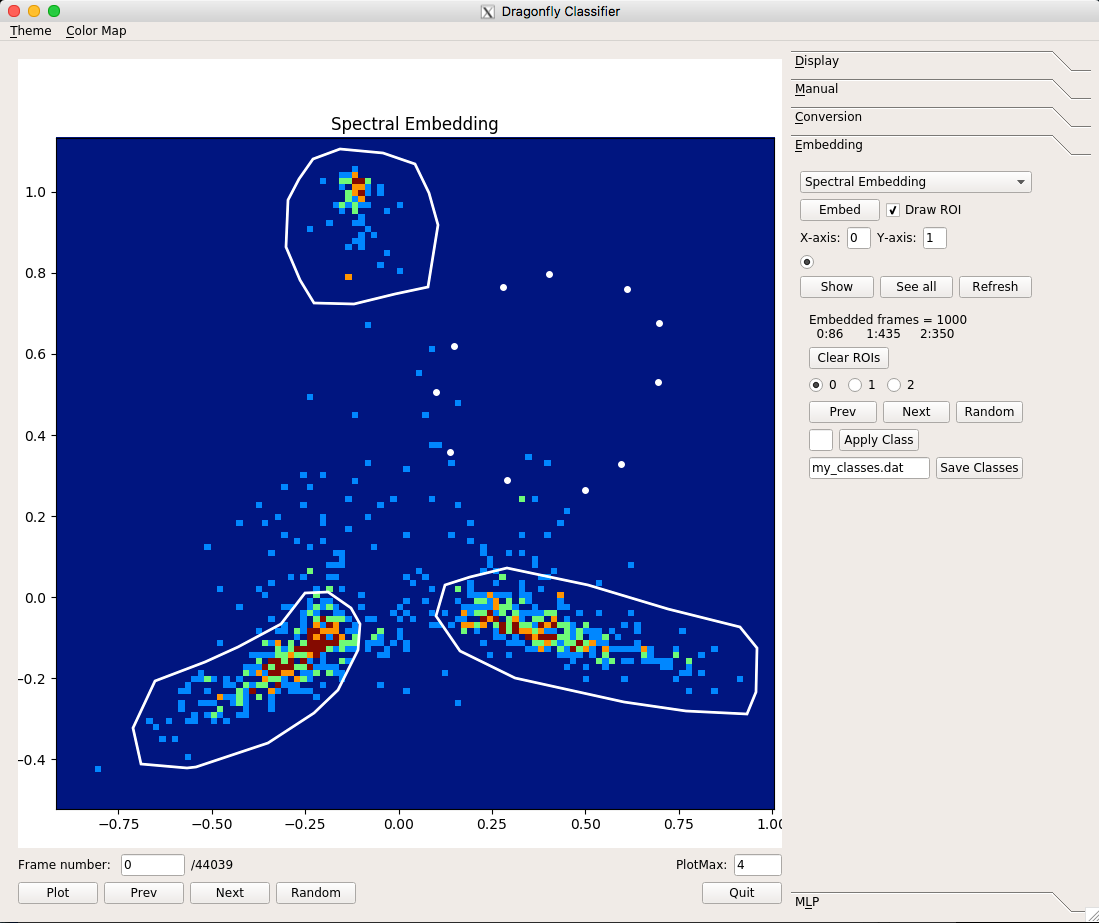 Dragonfly Classifier
Theme Color Map
Display
Manual
Conversion
Embedding
Spectral Embedding
Embed Draw ROI
X-axis: 0 Y-axis: 1
Show See all Refresh
Embedded frames = 1000
0:86 1:435 2:350
Clear ROIs
0 1 2
Prev Next Random
Apply Class
my_classes.dat Save Classes
MLP
Spectral Embedding
1.0
0.8
0.6
0.4
0.2
0.0
−0.2
−0.4
−0.75 −0.50 −0.25 0.00 0.25 0.50 0.75 1.00
Frame number: 0 /44039 PlotMax: 4
Plot Prev Next Random Quit